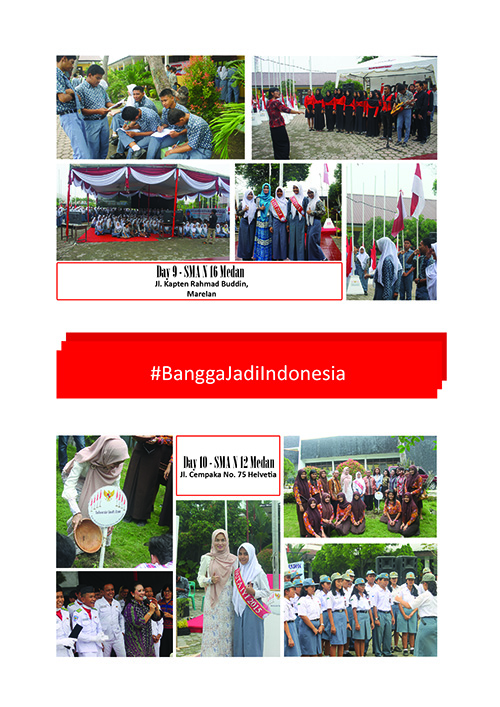 Day 9 - SMA N 16 Medan
Jl. Kapten Rahmad Buddin,
Marelan
#BanggaJadiIndonesia
Day 10 - SMA N 12 Medan
Jl. Cempaka No. 75 Helvetia
2015